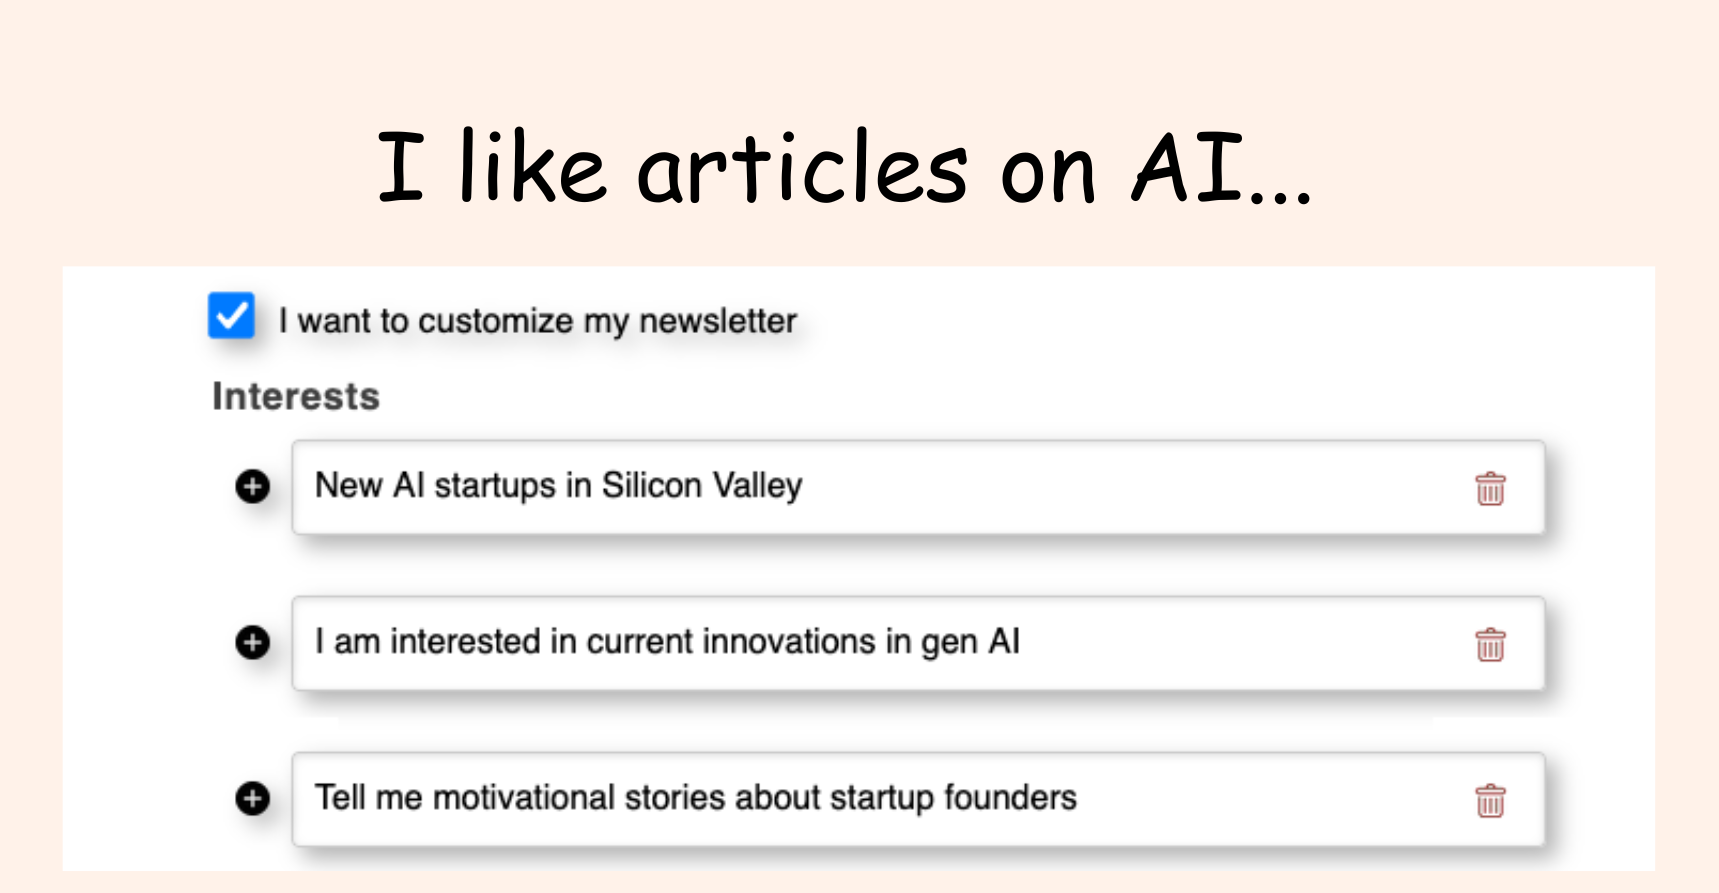 I like articles on AI...
I want to customize my newsletter
Interests
New AI startups in Silicon Valley
I am interested in current innovations in gen AI
Tell me motivational stories about startup founders